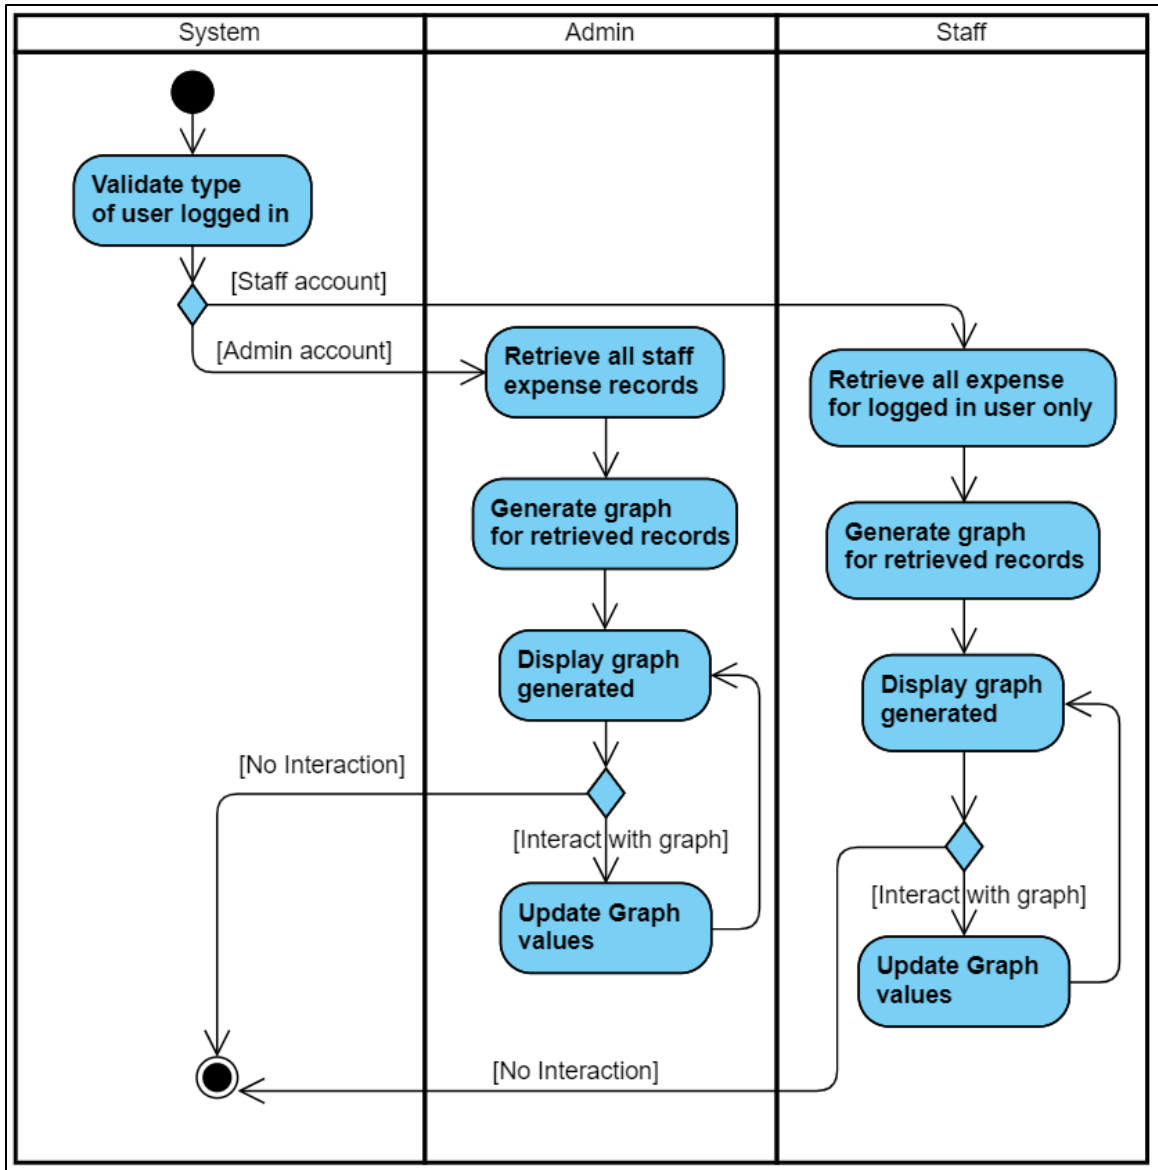 System
Admin
Staff
Validate type
of user logged in
[Staff account]
[Admin account]
Retrieve all staff
expense records
Retrieve all expense
for logged in user only
Generate graph
for retrieved records
Generate graph
for retrieved records
Display graph
generated
Display graph
generated
[No Interaction]
[Interact with graph]
[Interact with graph]
Update Graph
values
Update Graph
values
[No Interaction]